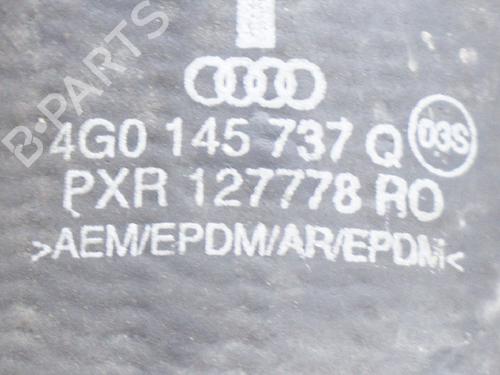 B-PARTS
4G0 145 737 Q 03S
PXR 127778 RO
>AEM/EPDM/AR/EPDM<